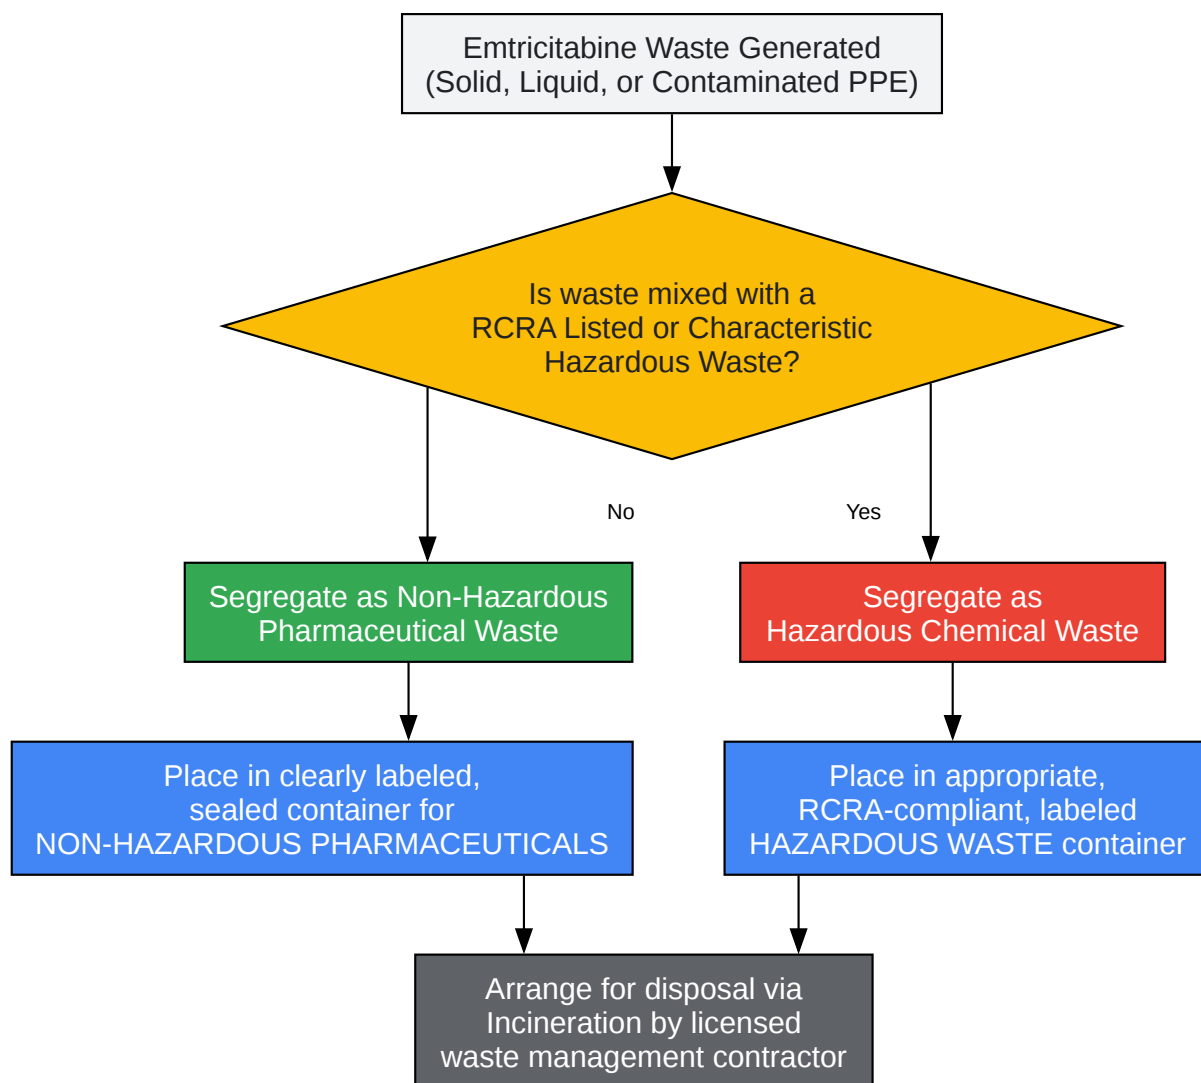 Emtricitabine Waste Generated
(Solid, Liquid, or Contaminated PPE)
Is waste mixed with a
RCRA Listed or Characteristic
Hazardous Waste?
No
Yes
Segregate as Non-Hazardous
Pharmaceutical Waste
Segregate as
Hazardous Chemical Waste
Place in clearly labeled,
sealed container for
NON-HAZARDOUS PHARMACEUTICALS
Place in appropriate,
RCRA-compliant, labeled
HAZARDOUS WASTE container
Arrange for disposal via
Incineration by licensed
waste management contractor